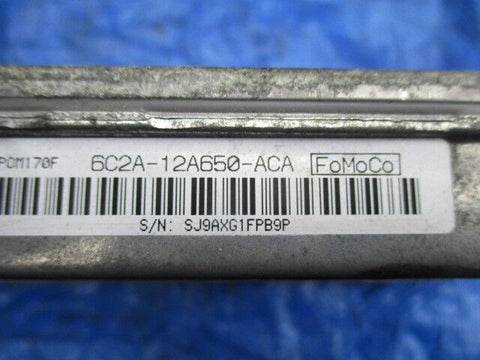 PCM170F 6C2A-12A650-ACA FoMoCo
S/N: SJ9AXG1FPB9P